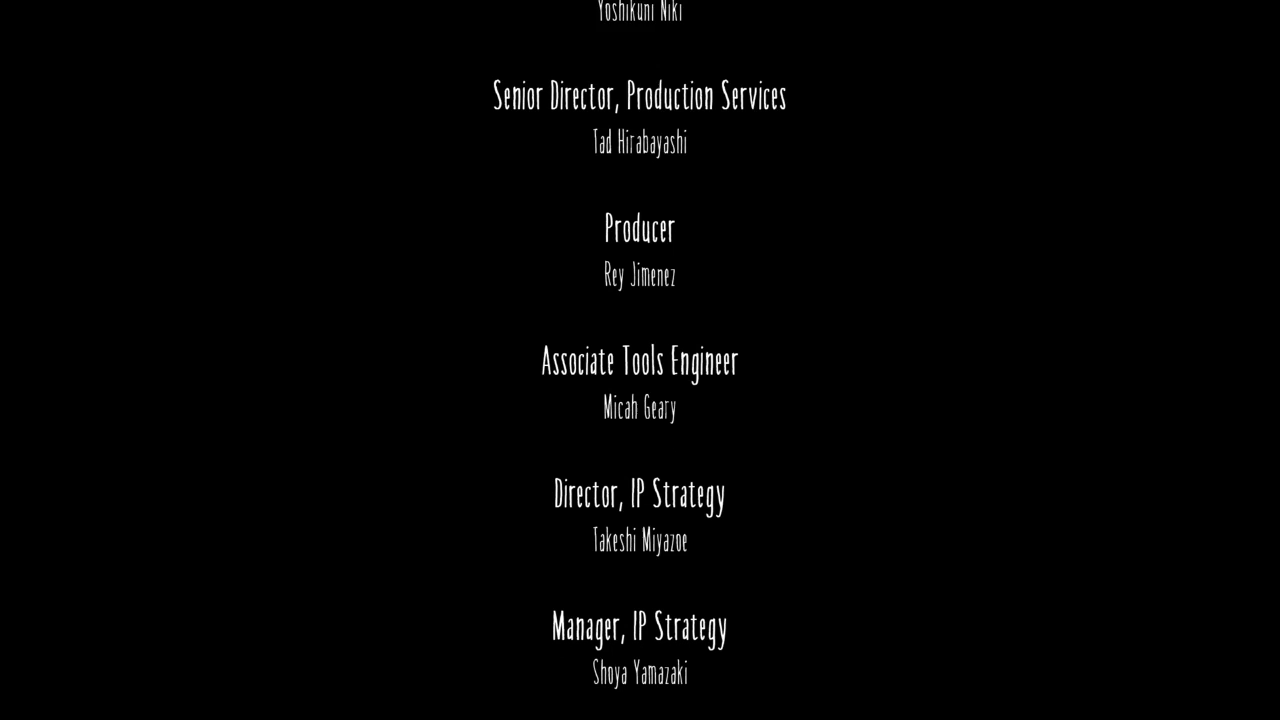 Yoshikuni Niki
Senior Director, Production Services
Tad Hirabayashi
Producer
Rey Jimenez
Associate Tools Engineer
Micah Geary
Director, IP Strategy
Takeshi Miyazoe
Manager, IP Strategy
Shoya Yamazaki